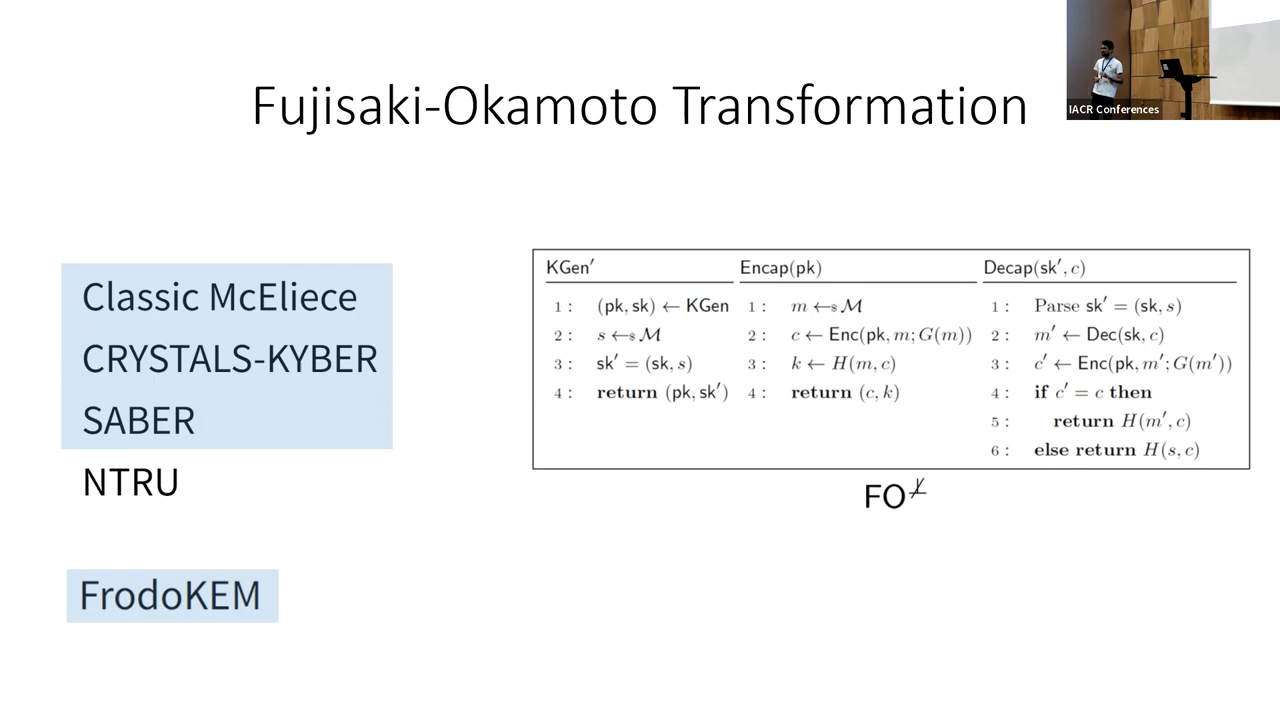 Fujisaki-Okamoto Transformation
IACR Conferences
Classic McEliece
CRYSTALS-KYBER
SABER
NTRU
FrodoKEM
KGen′
1 : (pk, sk) ← KGen
2 : s ←$ M
3 : sk′ = (sk, s)
4 : return (pk, sk′)
Encap(pk)
1 : m ←$ M
2 : c ← Enc(pk, m; G(m))
3 : k ← H(m, c)
4 : return (c, k)
Decap(sk′, c)
1 : Parse sk′ = (sk, s)
2 : m′ ← Dec(sk, c)
3 : c′ ← Enc(pk, m′; G(m′))
4 : if c′ = c then
5 : return H(m′, c)
6 : else return H(s, c)
FO⊥̸